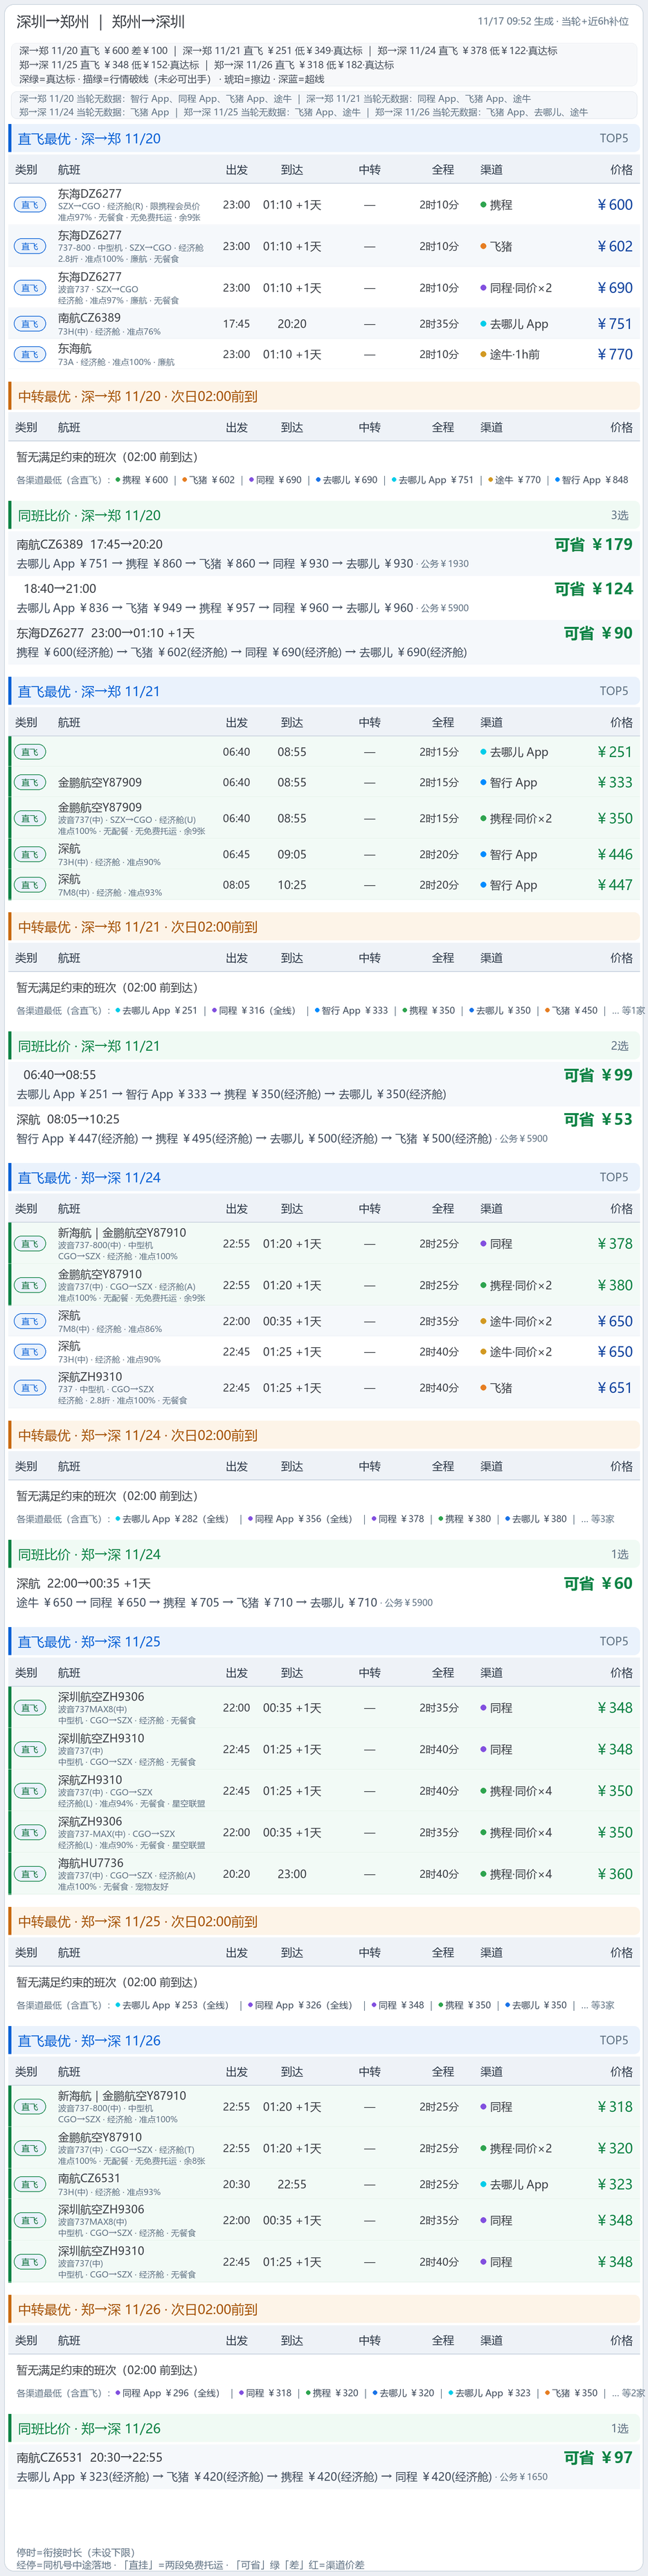 深圳→郑州 | 郑州→深圳
11/17 09:52 生成 · 当轮+近6h补位
深→郑 11/20 直飞 ¥600 差¥100 | 深→郑 11/21 直飞 ¥251 低¥349·真达标 | 郑→深 11/24 直飞 ¥378 低¥122·真达标
郑→深 11/25 直飞 ¥348 低¥152·真达标 | 郑→深 11/26 直飞 ¥318 低¥182·真达标
深绿=真达标 · 描绿=行情破线（未必可出手） · 琥珀=擦边 · 深蓝=超线
深→郑 11/20 当轮无数据：智行 App、同程 App、飞猪 App、途牛 | 深→郑 11/21 当轮无数据：同程 App、飞猪 App、途牛
郑→深 11/24 当轮无数据：飞猪 App | 郑→深 11/25 当轮无数据：飞猪 App、途牛 | 郑→深 11/26 当轮无数据：飞猪 App、去哪儿、途牛
直飞最优 · 深→郑 11/20 TOP5
类别 航班 出发 到达 中转 全程 渠道 价格
东海DZ6277
直飞 SZX→CGO · 经济舱(R) · 限携程会员价 23:00 01:10 +1天 — 2时10分 携程 ¥600
准点97% · 无餐食 · 无免费托运 · 余9张
东海DZ6277
直飞 737-800 · 中型机 · SZX→CGO · 经济舱 23:00 01:10 +1天 — 2时10分 飞猪 ¥602
2.8折 · 准点100% · 廉航 · 无餐食
东海DZ6277
直飞 波音737 · SZX→CGO 23:00 01:10 +1天 — 2时10分 同程·同价×2 ¥690
经济舱 · 准点97% · 廉航 · 无餐食
南航CZ6389
直飞 73H(中) · 经济舱 · 准点76% 17:45 20:20 — 2时35分 去哪儿 App ¥751
东海航
直飞 73A · 经济舱 · 准点100% · 廉航 23:00 01:10 +1天 — 2时10分 途牛·1h前 ¥770
中转最优 · 深→郑 11/20 · 次日02:00前到
类别 航班 出发 到达 中转 全程 渠道 价格
暂无满足约束的班次（02:00 前到达）
各渠道最低（含直飞）: 携程 ¥600 | 飞猪 ¥602 | 同程 ¥690 | 去哪儿 ¥690 | 去哪儿 App ¥751 | 途牛 ¥770 | 智行 App ¥848
同班比价 · 深→郑 11/20 3选
南航CZ6389 17:45→20:20 可省 ¥179
去哪儿 App ¥751 → 携程 ¥860 → 飞猪 ¥860 → 同程 ¥930 → 去哪儿 ¥930 · 公务¥1930
18:40→21:00 可省 ¥124
去哪儿 App ¥836 → 飞猪 ¥949 → 携程 ¥957 → 同程 ¥960 → 去哪儿 ¥960 · 公务¥5900
东海DZ6277 23:00→01:10 +1天 可省 ¥90
携程 ¥600(经济舱) → 飞猪 ¥602(经济舱) → 同程 ¥690(经济舱) → 去哪儿 ¥690(经济舱)
直飞最优 · 深→郑 11/21 TOP5
类别 航班 出发 到达 中转 全程 渠道 价格
直飞 06:40 08:55 — 2时15分 去哪儿 App ¥251
直飞 金鹏航空Y87909 06:40 08:55 — 2时15分 智行 App ¥333
金鹏航空Y87909
直飞 波音737(中) · SZX→CGO · 经济舱(U) 06:40 08:55 — 2时15分 携程·同价×2 ¥350
准点100% · 无配餐 · 无免费托运 · 余9张
深航
直飞 73H(中) · 经济舱 · 准点90% 06:45 09:05 — 2时20分 智行 App ¥446
深航
直飞 7M8(中) · 经济舱 · 准点93% 08:05 10:25 — 2时20分 智行 App ¥447
中转最优 · 深→郑 11/21 · 次日02:00前到
类别 航班 出发 到达 中转 全程 渠道 价格
暂无满足约束的班次（02:00 前到达）
各渠道最低（含直飞）: 去哪儿 App ¥251 | 同程 ¥316（全线） | 智行 App ¥333 | 携程 ¥350 | 去哪儿 ¥350 | 飞猪 ¥450 | ... 等1家
同班比价 · 深→郑 11/21 2选
06:40→08:55 可省 ¥99
去哪儿 App ¥251 → 智行 App ¥333 → 携程 ¥350(经济舱) → 去哪儿 ¥350(经济舱)
深航 08:05→10:25 可省 ¥53
智行 App ¥447(经济舱) → 携程 ¥495(经济舱) → 去哪儿 ¥500(经济舱) → 飞猪 ¥500(经济舱) · 公务¥5900
直飞最优 · 郑→深 11/24 TOP5
类别 航班 出发 到达 中转 全程 渠道 价格
新海航 | 金鹏航空Y87910
直飞 波音737-800(中) · 中型机 22:55 01:20 +1天 — 2时25分 同程 ¥378
CGO→SZX · 经济舱 · 准点100%
金鹏航空Y87910
直飞 波音737(中) · CGO→SZX · 经济舱(A) 22:55 01:20 +1天 — 2时25分 携程·同价×2 ¥380
准点100% · 无配餐 · 无免费托运 · 余9张
深航
直飞 7M8(中) · 经济舱 · 准点86% 22:00 00:35 +1天 — 2时35分 途牛·同价×2 ¥650
深航
直飞 73H(中) · 经济舱 · 准点90% 22:45 01:25 +1天 — 2时40分 途牛·同价×2 ¥650
深航ZH9310
直飞 737 · 中型机 · CGO→SZX 22:45 01:25 +1天 — 2时40分 飞猪 ¥651
经济舱 · 2.8折 · 准点100% · 无餐食
中转最优 · 郑→深 11/24 · 次日02:00前到
类别 航班 出发 到达 中转 全程 渠道 价格
暂无满足约束的班次（02:00 前到达）
各渠道最低（含直飞）: 去哪儿 App ¥282（全线） | 同程 App ¥356（全线） | 同程 ¥378 | 携程 ¥380 | 去哪儿 ¥380 | ... 等3家
同班比价 · 郑→深 11/24 1选
深航 22:00→00:35 +1天 可省 ¥60
途牛 ¥650 → 同程 ¥650 → 携程 ¥705 → 飞猪 ¥710 → 去哪儿 ¥710 · 公务¥5900
直飞最优 · 郑→深 11/25 TOP5
类别 航班 出发 到达 中转 全程 渠道 价格
深圳航空ZH9306
直飞 波音737MAX8(中) 22:00 00:35 +1天 — 2时35分 同程 ¥348
中型机 · CGO→SZX · 经济舱 · 无餐食
深圳航空ZH9310
直飞 波音737(中) 22:45 01:25 +1天 — 2时40分 同程 ¥348
中型机 · CGO→SZX · 经济舱 · 无餐食
深航ZH9310
直飞 波音737(中) · CGO→SZX 22:45 01:25 +1天 — 2时40分 携程·同价×4 ¥350
经济舱(L) · 准点94% · 无餐食 · 星空联盟
深航ZH9306
直飞 波音737-MAX(中) · CGO→SZX 22:00 00:35 +1天 — 2时35分 携程·同价×4 ¥350
经济舱(L) · 准点90% · 无餐食 · 星空联盟
海航HU7736
直飞 波音737(中) · CGO→SZX · 经济舱(A) 20:20 23:00 — 2时40分 携程·同价×4 ¥360
准点100% · 无餐食 · 宠物友好
中转最优 · 郑→深 11/25 · 次日02:00前到
类别 航班 出发 到达 中转 全程 渠道 价格
暂无满足约束的班次（02:00 前到达）
各渠道最低（含直飞）: 去哪儿 App ¥253（全线） | 同程 App ¥326（全线） | 同程 ¥348 | 携程 ¥350 | 去哪儿 ¥350 | ... 等3家
直飞最优 · 郑→深 11/26 TOP5
类别 航班 出发 到达 中转 全程 渠道 价格
新海航 | 金鹏航空Y87910
直飞 波音737-800(中) · 中型机 22:55 01:20 +1天 — 2时25分 同程 ¥318
CGO→SZX · 经济舱 · 准点100%
金鹏航空Y87910
直飞 波音737(中) · CGO→SZX · 经济舱(T) 22:55 01:20 +1天 — 2时25分 携程·同价×2 ¥320
准点100% · 无配餐 · 无免费托运 · 余8张
南航CZ6531
直飞 73H(中) · 经济舱 · 准点93% 20:30 22:55 — 2时25分 去哪儿 App ¥323
深圳航空ZH9306
直飞 波音737MAX8(中) 22:00 00:35 +1天 — 2时35分 同程 ¥348
中型机 · CGO→SZX · 经济舱 · 无餐食
深圳航空ZH9310
直飞 波音737(中) 22:45 01:25 +1天 — 2时40分 同程 ¥348
中型机 · CGO→SZX · 经济舱 · 无餐食
中转最优 · 郑→深 11/26 · 次日02:00前到
类别 航班 出发 到达 中转 全程 渠道 价格
暂无满足约束的班次（02:00 前到达）
各渠道最低（含直飞）: 同程 App ¥296（全线） | 同程 ¥318 | 携程 ¥320 | 去哪儿 ¥320 | 去哪儿 App ¥323 | 飞猪 ¥350 | ... 等2家
同班比价 · 郑→深 11/26 1选
南航CZ6531 20:30→22:55 可省 ¥97
去哪儿 App ¥323(经济舱) → 飞猪 ¥420(经济舱) → 携程 ¥420(经济舱) → 同程 ¥420(经济舱) · 公务¥1650
停时=衔接时长（未设下限）
经停=同机号中途落地 · 「直挂」=两段免费托运 · 「可省」绿「差」红=渠道价差